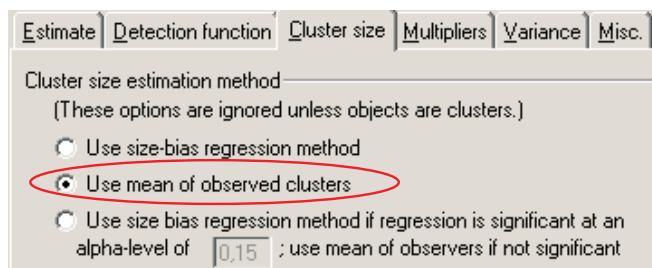 Estimate Detection function Cluster size Multipliers Variance Misc.
Cluster size estimation method
(These options are ignored unless objects are clusters.)
Use size-bias regression method
Use mean of observed clusters
Use size bias regression method if regression is significant at an
alpha-level of 0,15 ; use mean of observers if not significant